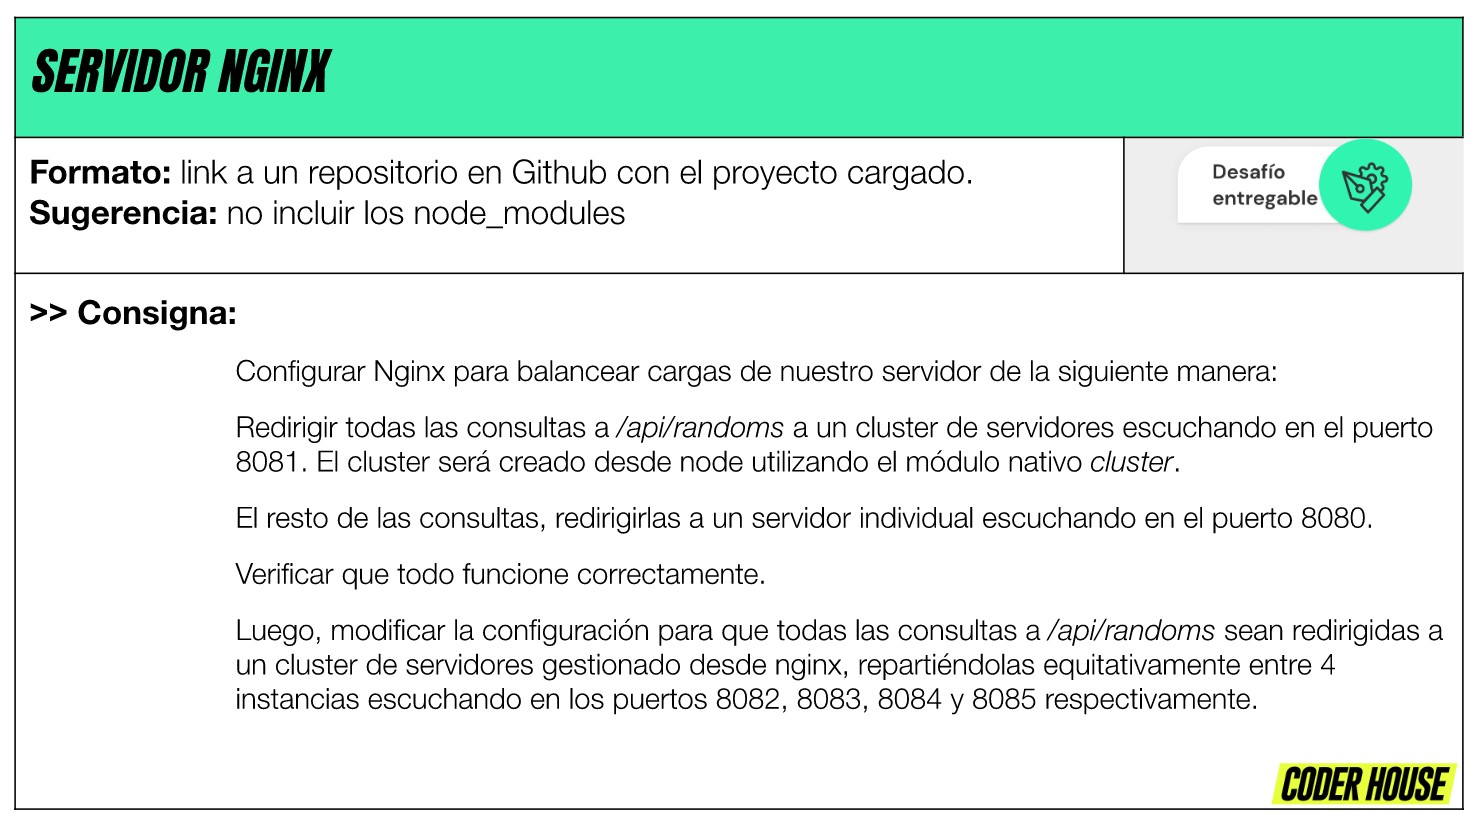 SERVIDOR NGINX
Formato: link a un repositorio en Github con el proyecto cargado.
Sugerencia: no incluir los node_modules
Desafío
entregable
>> Consigna:
Configurar Nginx para balancear cargas de nuestro servidor de la siguiente manera:
Redirigir todas las consultas a /api/randoms a un cluster de servidores escuchando en el puerto
8081. El cluster será creado desde node utilizando el módulo nativo cluster.
El resto de las consultas, redirigirlas a un servidor individual escuchando en el puerto 8080.
Verificar que todo funcione correctamente.
Luego, modificar la configuración para que todas las consultas a /api/randoms sean redirigidas a
un cluster de servidores gestionado desde nginx, repartiéndolas equitativamente entre 4
instancias escuchando en los puertos 8082, 8083, 8084 y 8085 respectivamente.
CODER HOUSE